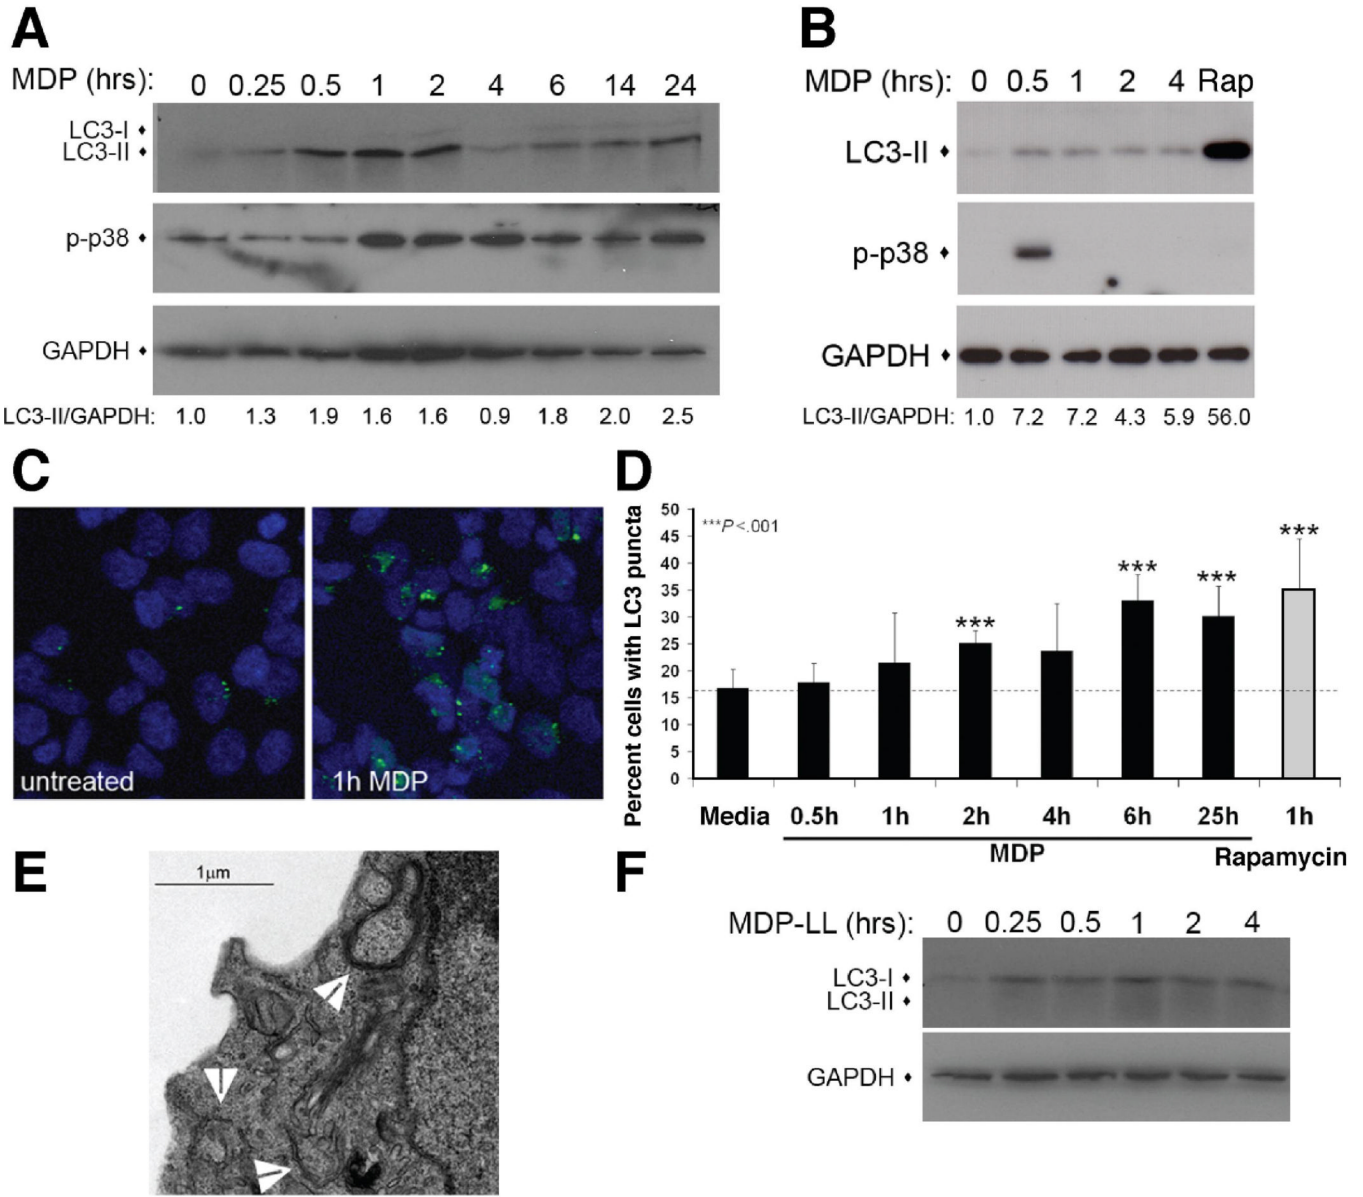 A
MDP (hrs): 0 0.25 0.5 1 2 4 6 14 24
LC3-I ♦
LC3-II ♦
p-p38 ♦
GAPDH ♦
LC3-II/GAPDH: 1.0 1.3 1.9 1.6 1.6 0.9 1.8 2.0 2.5
B
MDP (hrs): 0 0.5 1 2 4 Rap
LC3-II ♦
p-p38 ♦
GAPDH ♦
LC3-II/GAPDH: 1.0 7.2 7.2 4.3 5.9 56.0
C
untreated
1h MDP
D
Percent cells with LC3 puncta
50
45
40
35
30
25
20
15
10
5
0
***P<.001
***
***
***
***
Media 0.5h 1h 2h 4h 6h 25h 1h
MDP
Rapamycin
E
1µm
F
MDP-LL (hrs): 0 0.25 0.5 1 2 4
LC3-I ♦
LC3-II ♦
GAPDH ♦